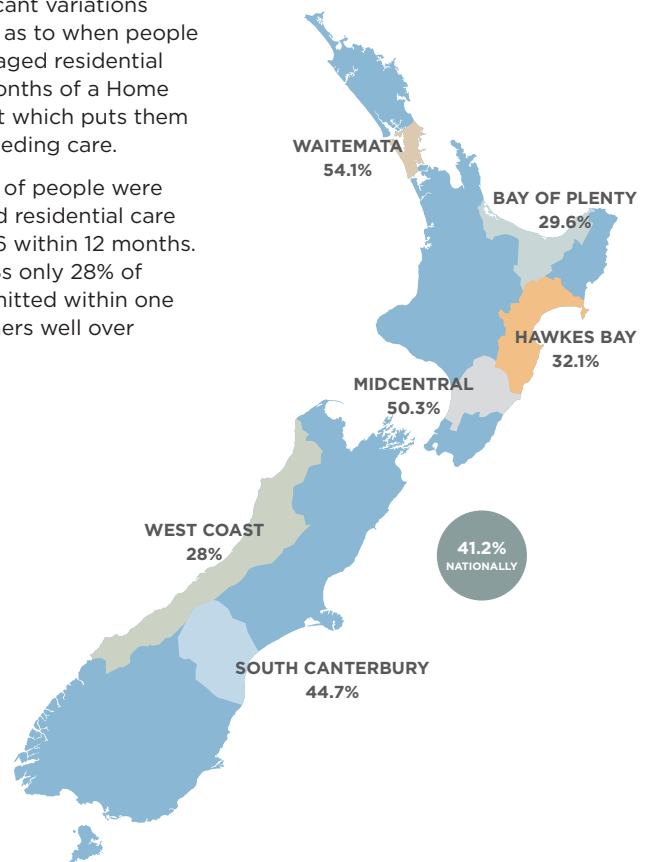 cant variations
as to when people
aged residential
onths of a Home
t which puts them
eding care.
of people were
d residential care
6 within 12 months.
s only 28% of
mitted within one
ers well over
WAITEMATA
54.1%
BAY OF PLENTY
29.6%
HAWKES BAY
32.1%
MIDCENTRAL
50.3%
WEST COAST
28%
41.2%
NATIONALLY
SOUTH CANTERBURY
44.7%